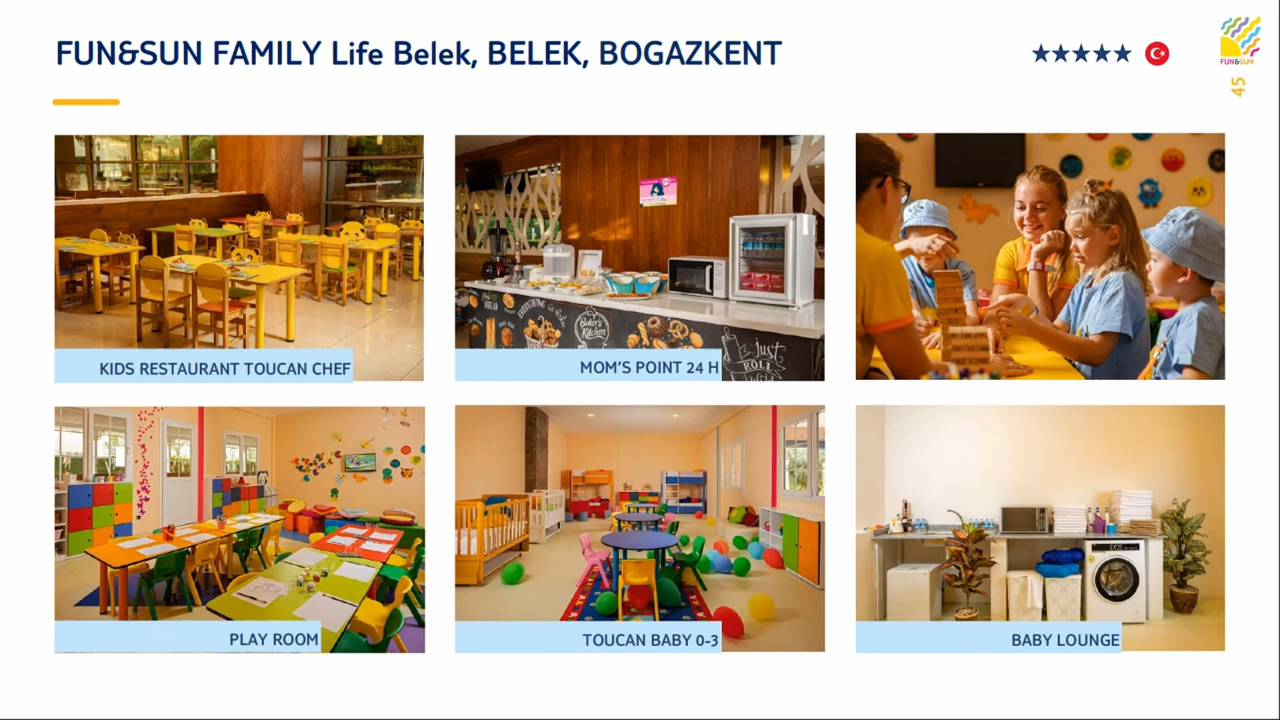 FUN&SUN FAMILY Life Belek, BELEK, BOGAZKENT
FUN&SUN
45
KIDS RESTAURANT TOUCAN CHEF
EVERYTHING
Baker's
Kitchen
just
ROLL
MOM'S POINT 24 H
PLAY ROOM
TOUCAN BABY 0-3
BABY LOUNGE